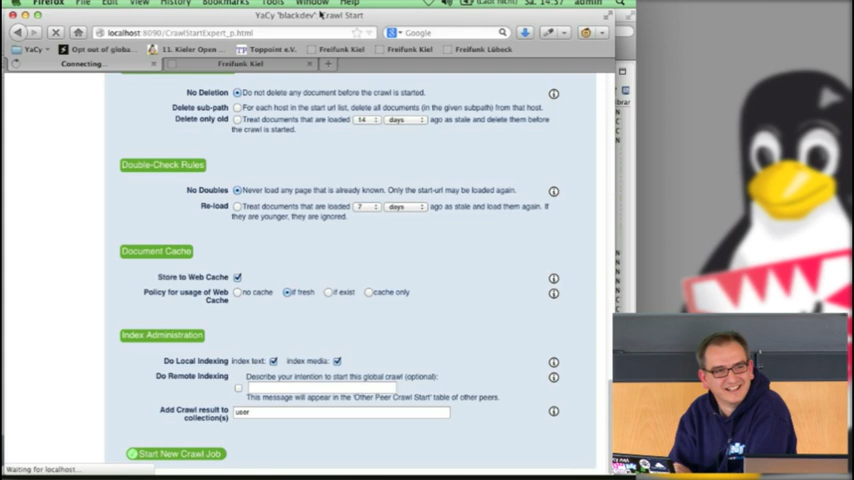 Firefox File Edit View History Bookmarks Tools Window Help Sa. 14:57 admin
YaCy 'blackdev': Crawl Start
localhost:8090/CrawlStartExpert_p.html Google
YaCy Opt out of global... 11. Kieler Open ... TP Toppoint e.V. Freifunk Kiel Freifunk Kiel Freifunk Lübeck
Connecting... Freifunk Kiel
No Deletion Do not delete any document before the crawl is started.
Delete sub-path For each host in the start url list, delete all documents (in the given subpath) from that host.
Delete only old Treat documents that are loaded 14 days ago as stale and delete them before
the crawl is started.
Double-Check Rules
No Doubles Never load any page that is already known. Only the start-url may be loaded again.
Re-load Treat documents that are loaded 7 days ago as stale and load them again. If
they are younger, they are ignored.
Document Cache
Store to Web Cache
Policy for usage of Web no cache if fresh if exist cache only
Cache
Index Administration
Do Local Indexing index text: index media:
Do Remote Indexing Describe your intention to start this global crawl (optional):
This message will appear in the 'Other Peer Crawl Start' table of other peers.
Add Crawl result to user
collection(s)
Start New Crawl Job
Waiting for localhost...